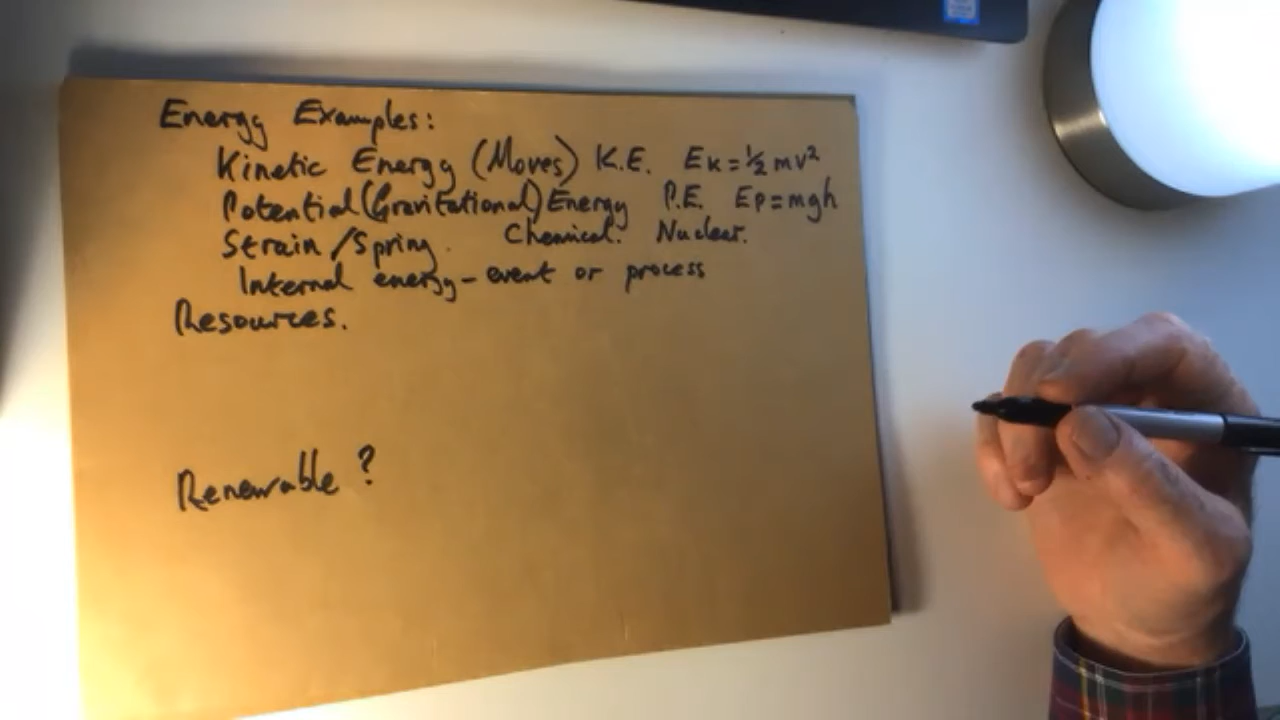 Energy Examples:
Kinetic Energy (Moves) K.E. Ek=½mv²
Potential (Gravitational) Energy P.E. Ep=mgh
Strain/Spring. Chemical. Nuclear.
Internal energy - event or process
Resources.
Renewable?